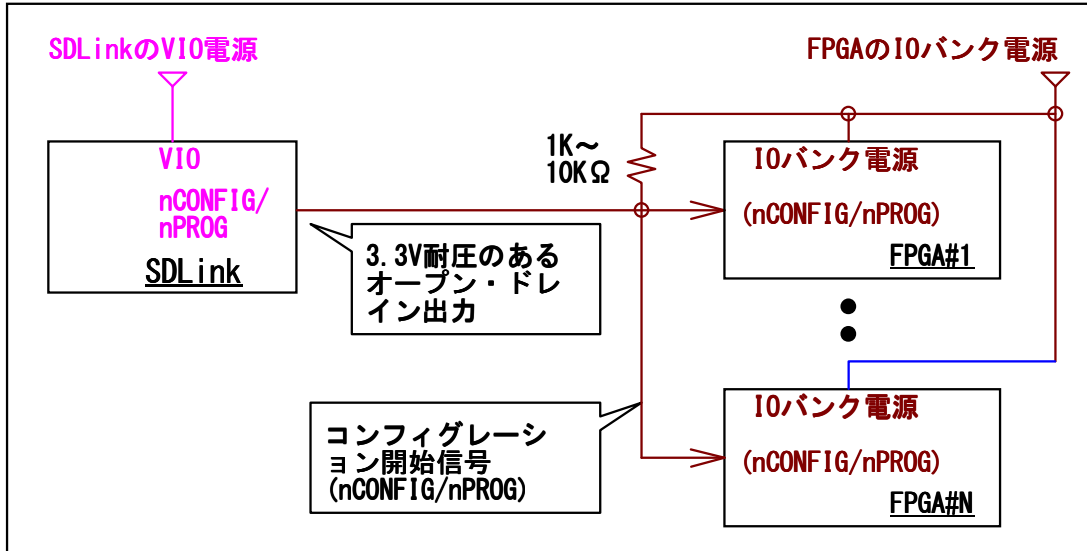 SDLinkのVIO電源
FPGAのIOバンク電源
VIO
nCONFIG/
nPROG
SDLink
1K～
10KΩ
IOバンク電源
(nCONFIG/nPROG)
FPGA#1
3.3V耐圧のある
オープン・ドレ
イン出力
コンフィグレーシ
ョン開始信号
(nCONFIG/nPROG)
IOバンク電源
(nCONFIG/nPROG)
FPGA#N